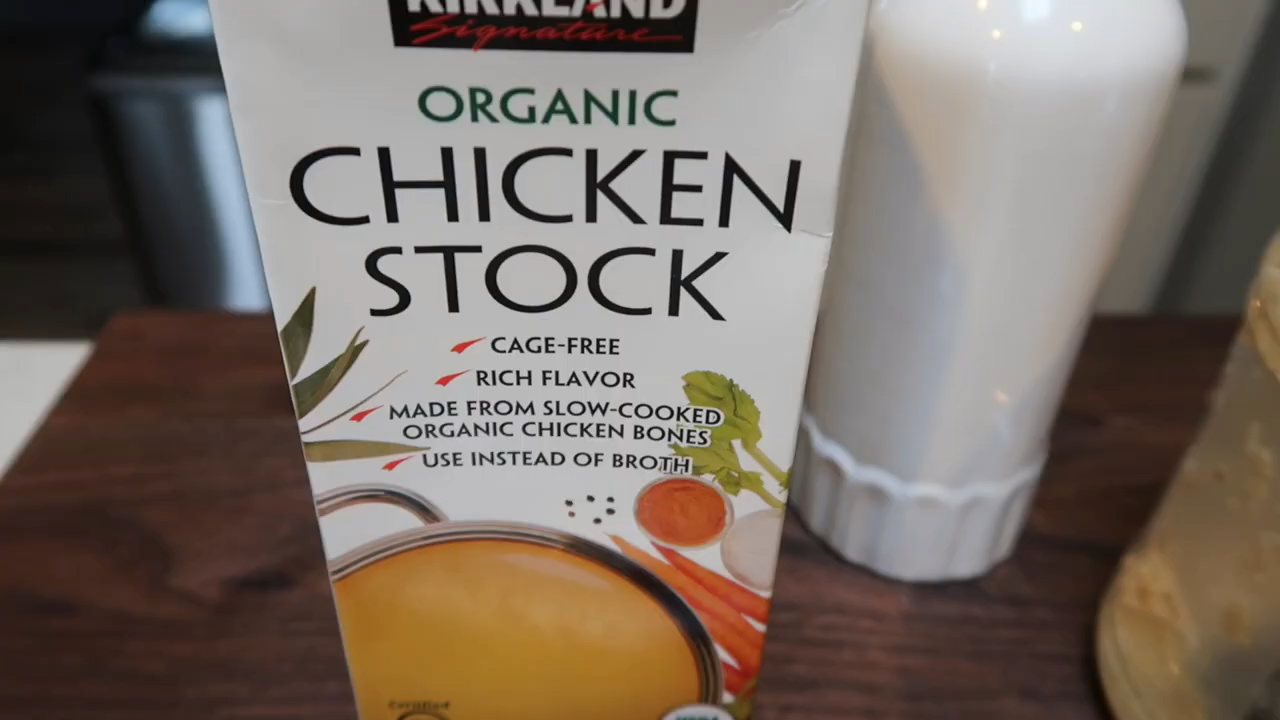 KIRKLAND
Signature
ORGANIC
CHICKEN
STOCK
CAGE-FREE
RICH FLAVOR
MADE FROM SLOW-COOKED
ORGANIC CHICKEN BONES
USE INSTEAD OF BROTH
Certified